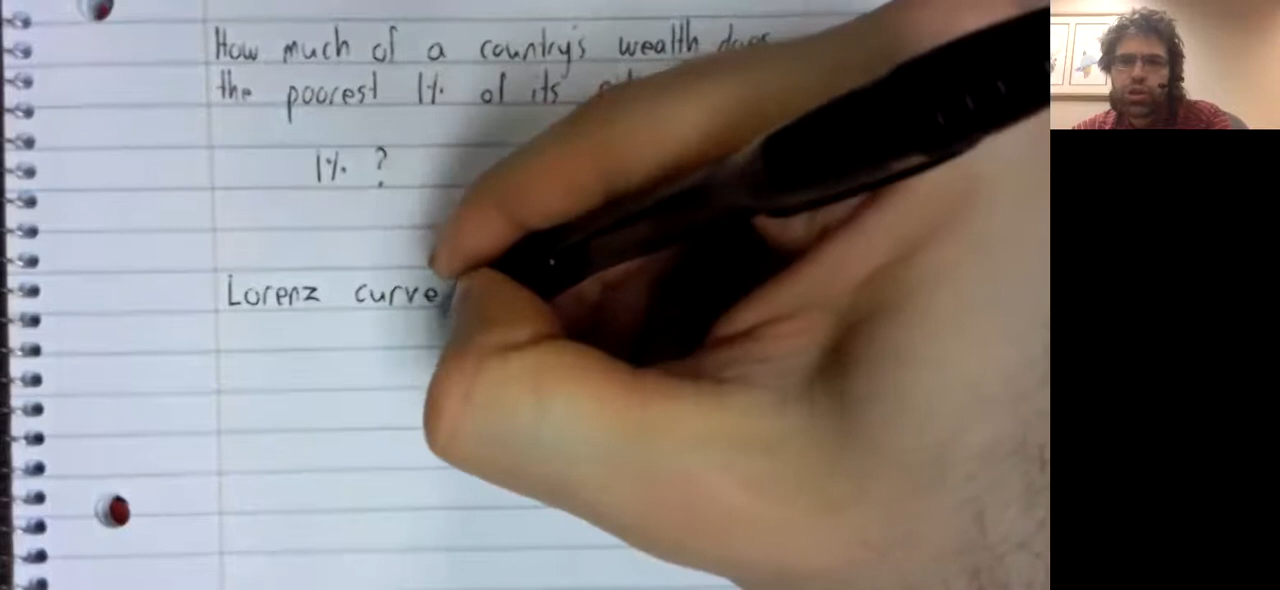 How much of a country's wealth does
the poorest 1% of its
1% ?
Lorenz curve